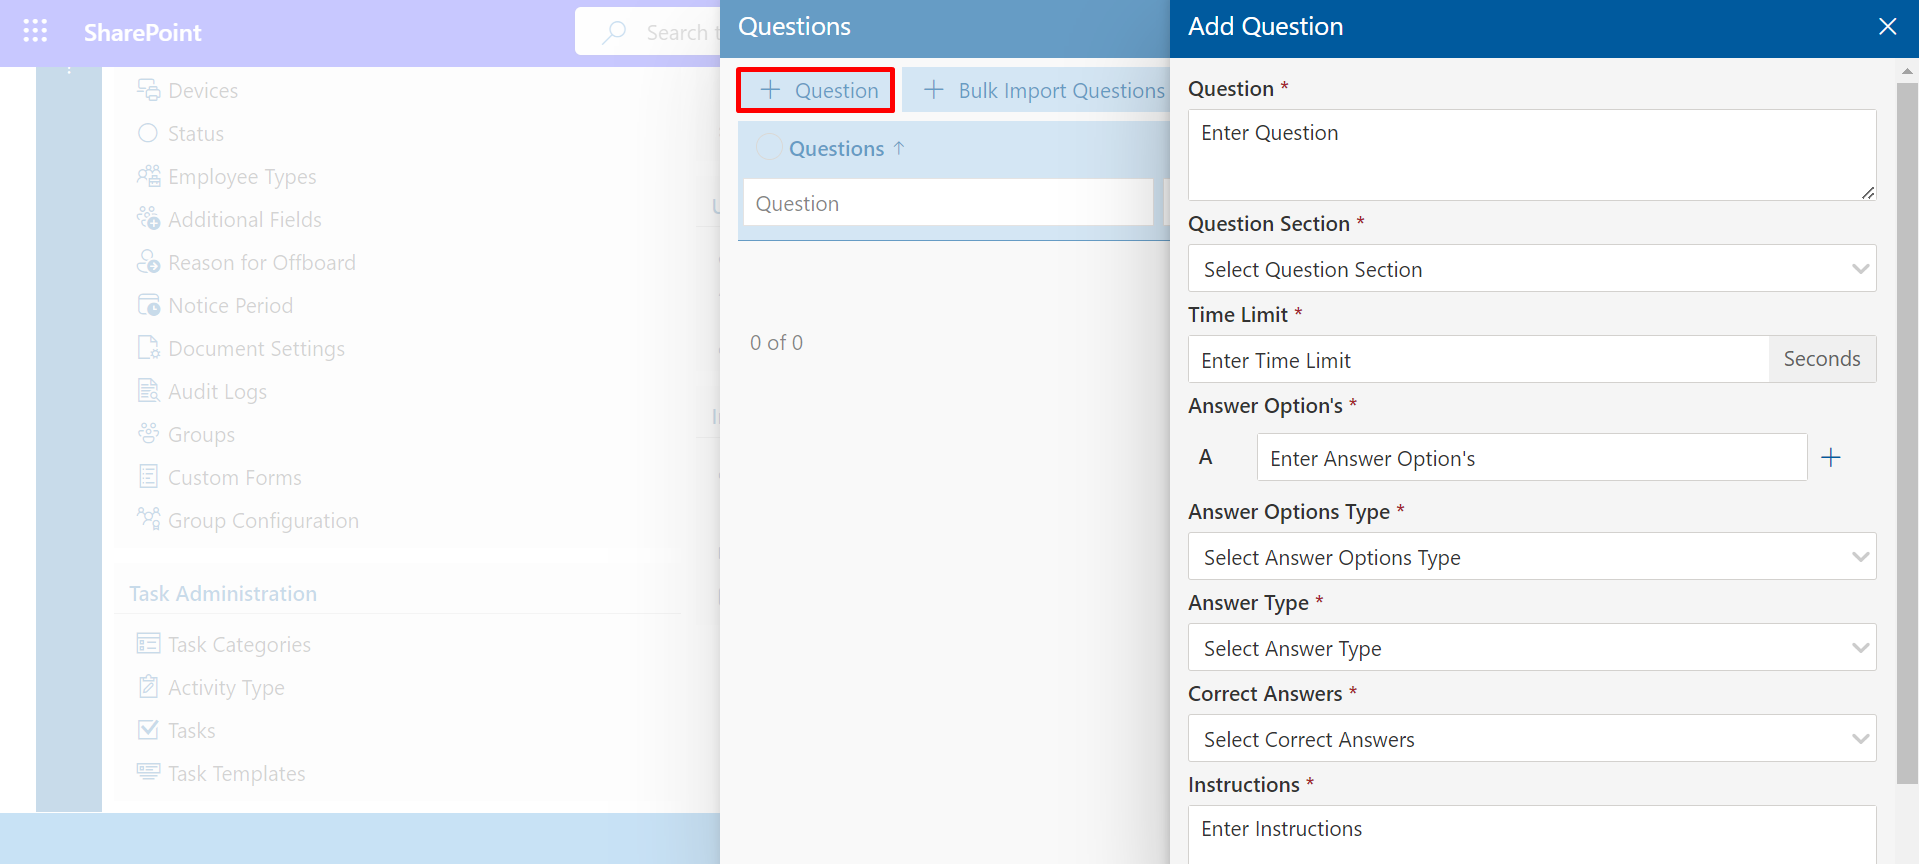 SharePoint
Search t
Devices
Status
Employee Types
Additional Fields
Reason for Offboard
Notice Period
Document Settings
Audit Logs
Groups
Custom Forms
Group Configuration
Task Administration
Task Categories
Activity Type
Tasks
Task Templates
Questions
Question
Bulk Import Questions
Questions ↑
Question
0 of 0
Add Question
Question *
Enter Question
Question Section *
Select Question Section
Time Limit *
Enter Time Limit
Seconds
Answer Option's *
A
Enter Answer Option's
Answer Options Type *
Select Answer Options Type
Answer Type *
Select Answer Type
Correct Answers *
Select Correct Answers
Instructions *
Enter Instructions